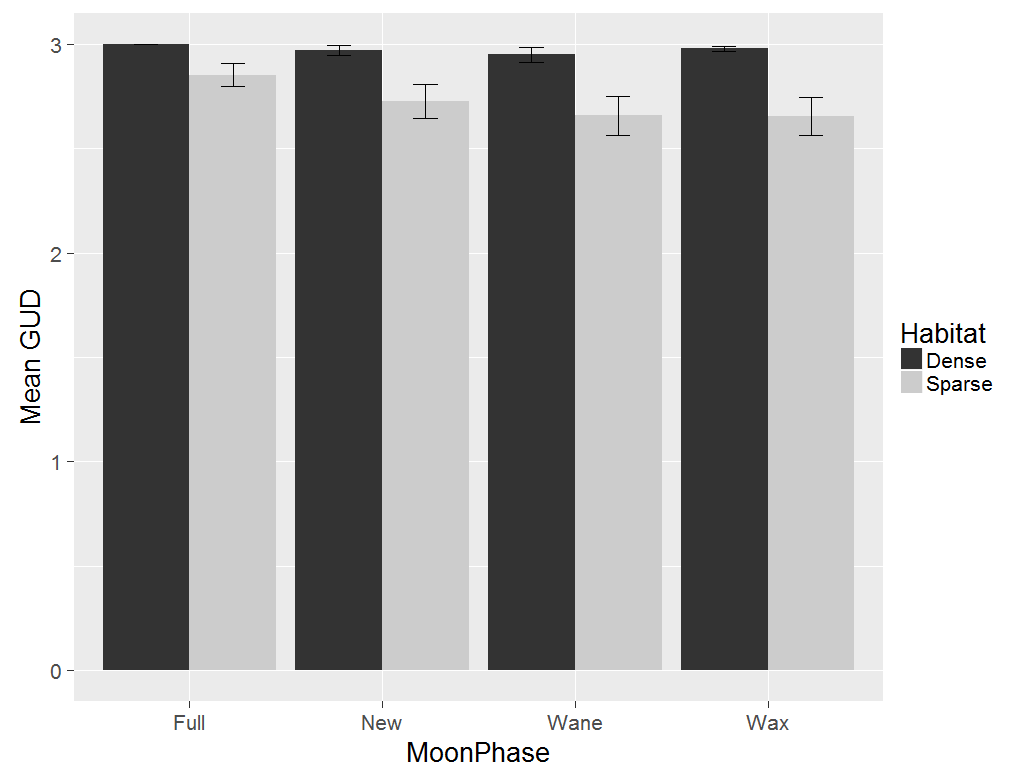 3
2
1
0
Mean GUD
Full
New
Wane
Wax
MoonPhase
Habitat
Dense
Sparse